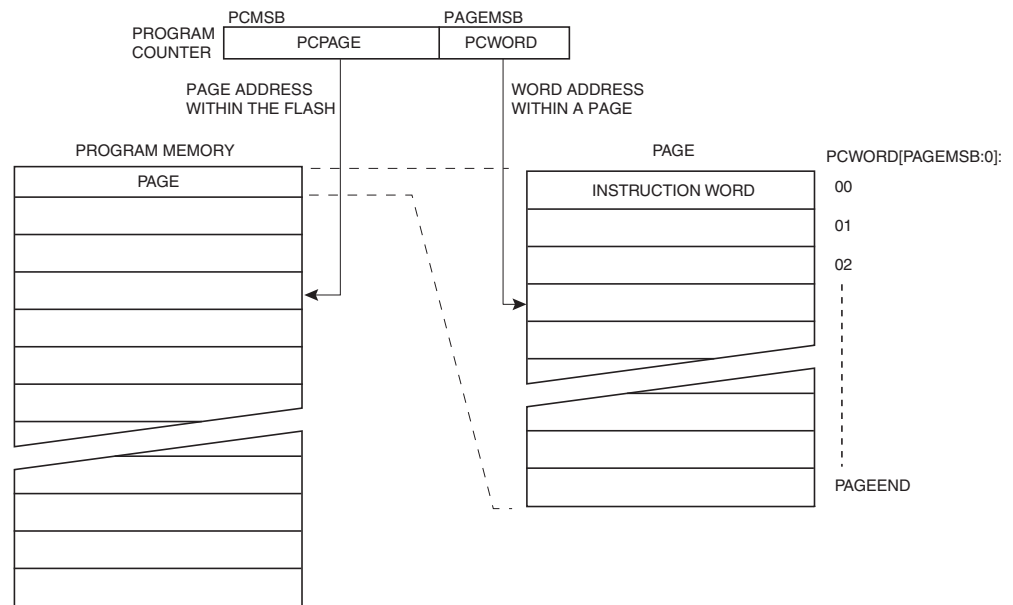 PCMSB
PAGEMSB
PROGRAM
COUNTER
PCPAGE
PCWORD
PAGE ADDRESS
WITHIN THE FLASH
WORD ADDRESS
WITHIN A PAGE
PROGRAM MEMORY
PAGE
PAGE
INSTRUCTION WORD
PCWORD[PAGEMSB:0]:
00
01
02
PAGEEND